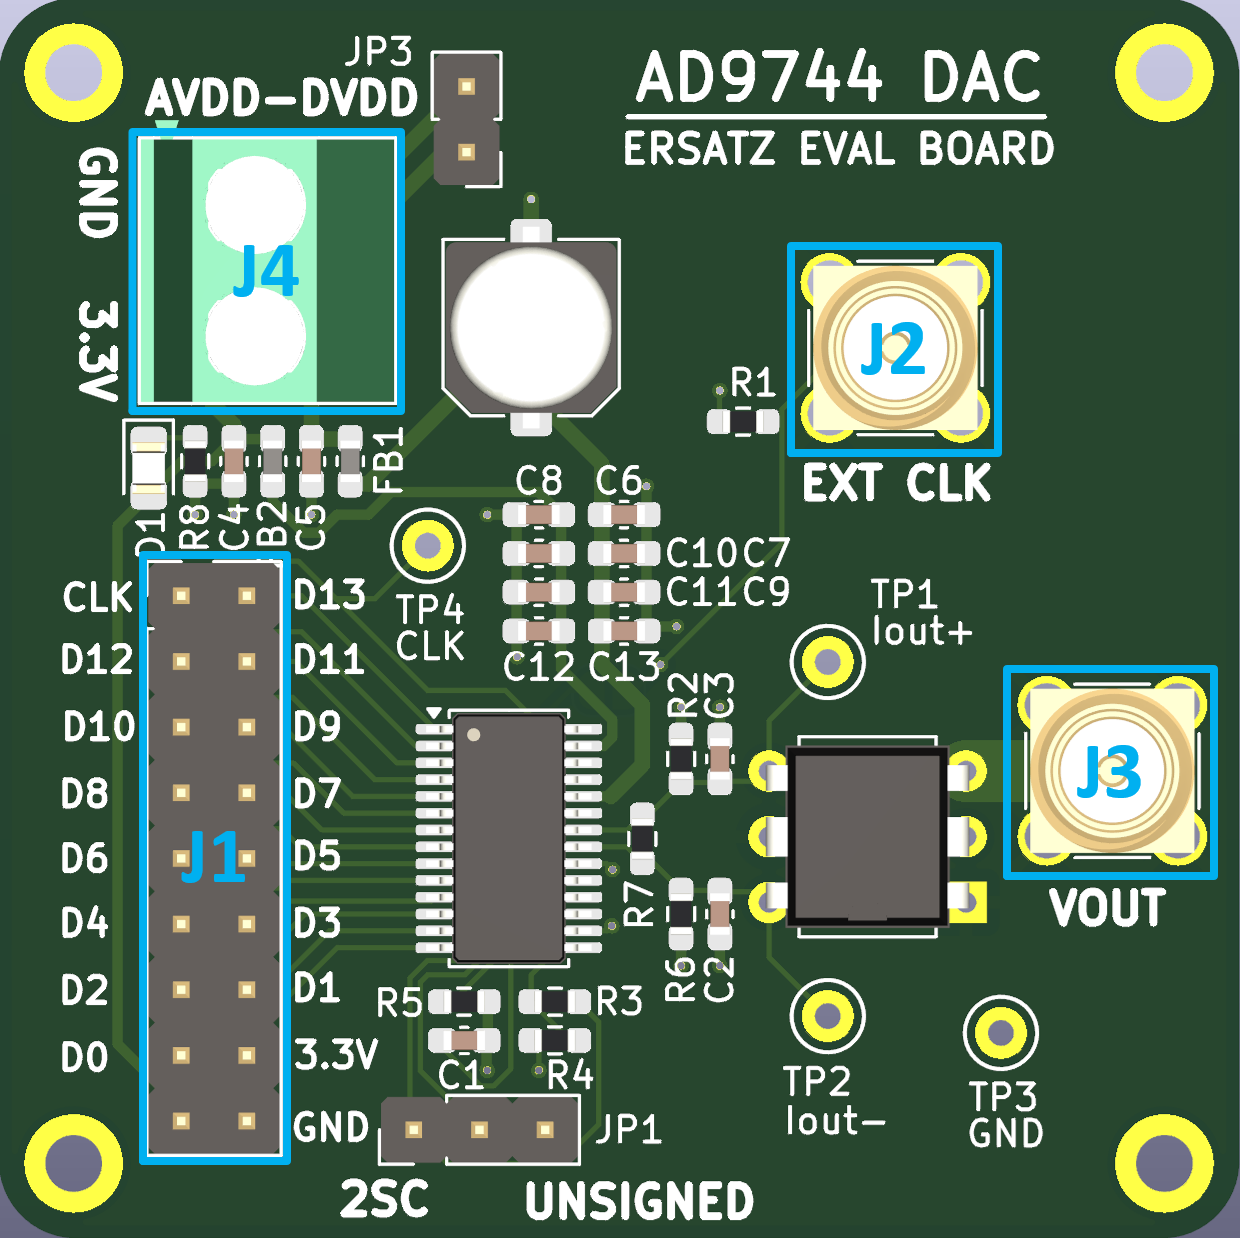 JP3
AVDD-DVDD
AD9744 DAC
ERSATZ EVAL BOARD
GND
3.3V
J4
J2
R1
EXT CLK
FB1
D1
R8
C4
B2
C5
C8
C6
C10 C7
C11 C9
C12
C13
TP4
CLK
TP1
Iout+
CLK
D13
D12
D11
D10
D9
D8
D7
D6
D5
D4
D3
D2
D1
D0
3.3V
GND
J1
R2
C3
J3
VOUT
R7
R6
C2
R5
R3
C1
R4
TP2
Iout-
TP3
GND
JP1
2SC
UNSIGNED